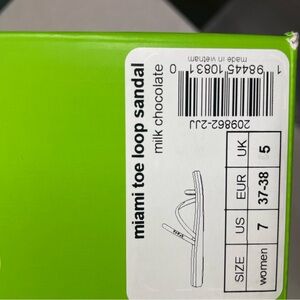 miami toe loop sandal
milk chocolate
made in vietnam
1 98445 10831 0
209862-2JJ
SIZE US EUR UK
women 7 37-38 5